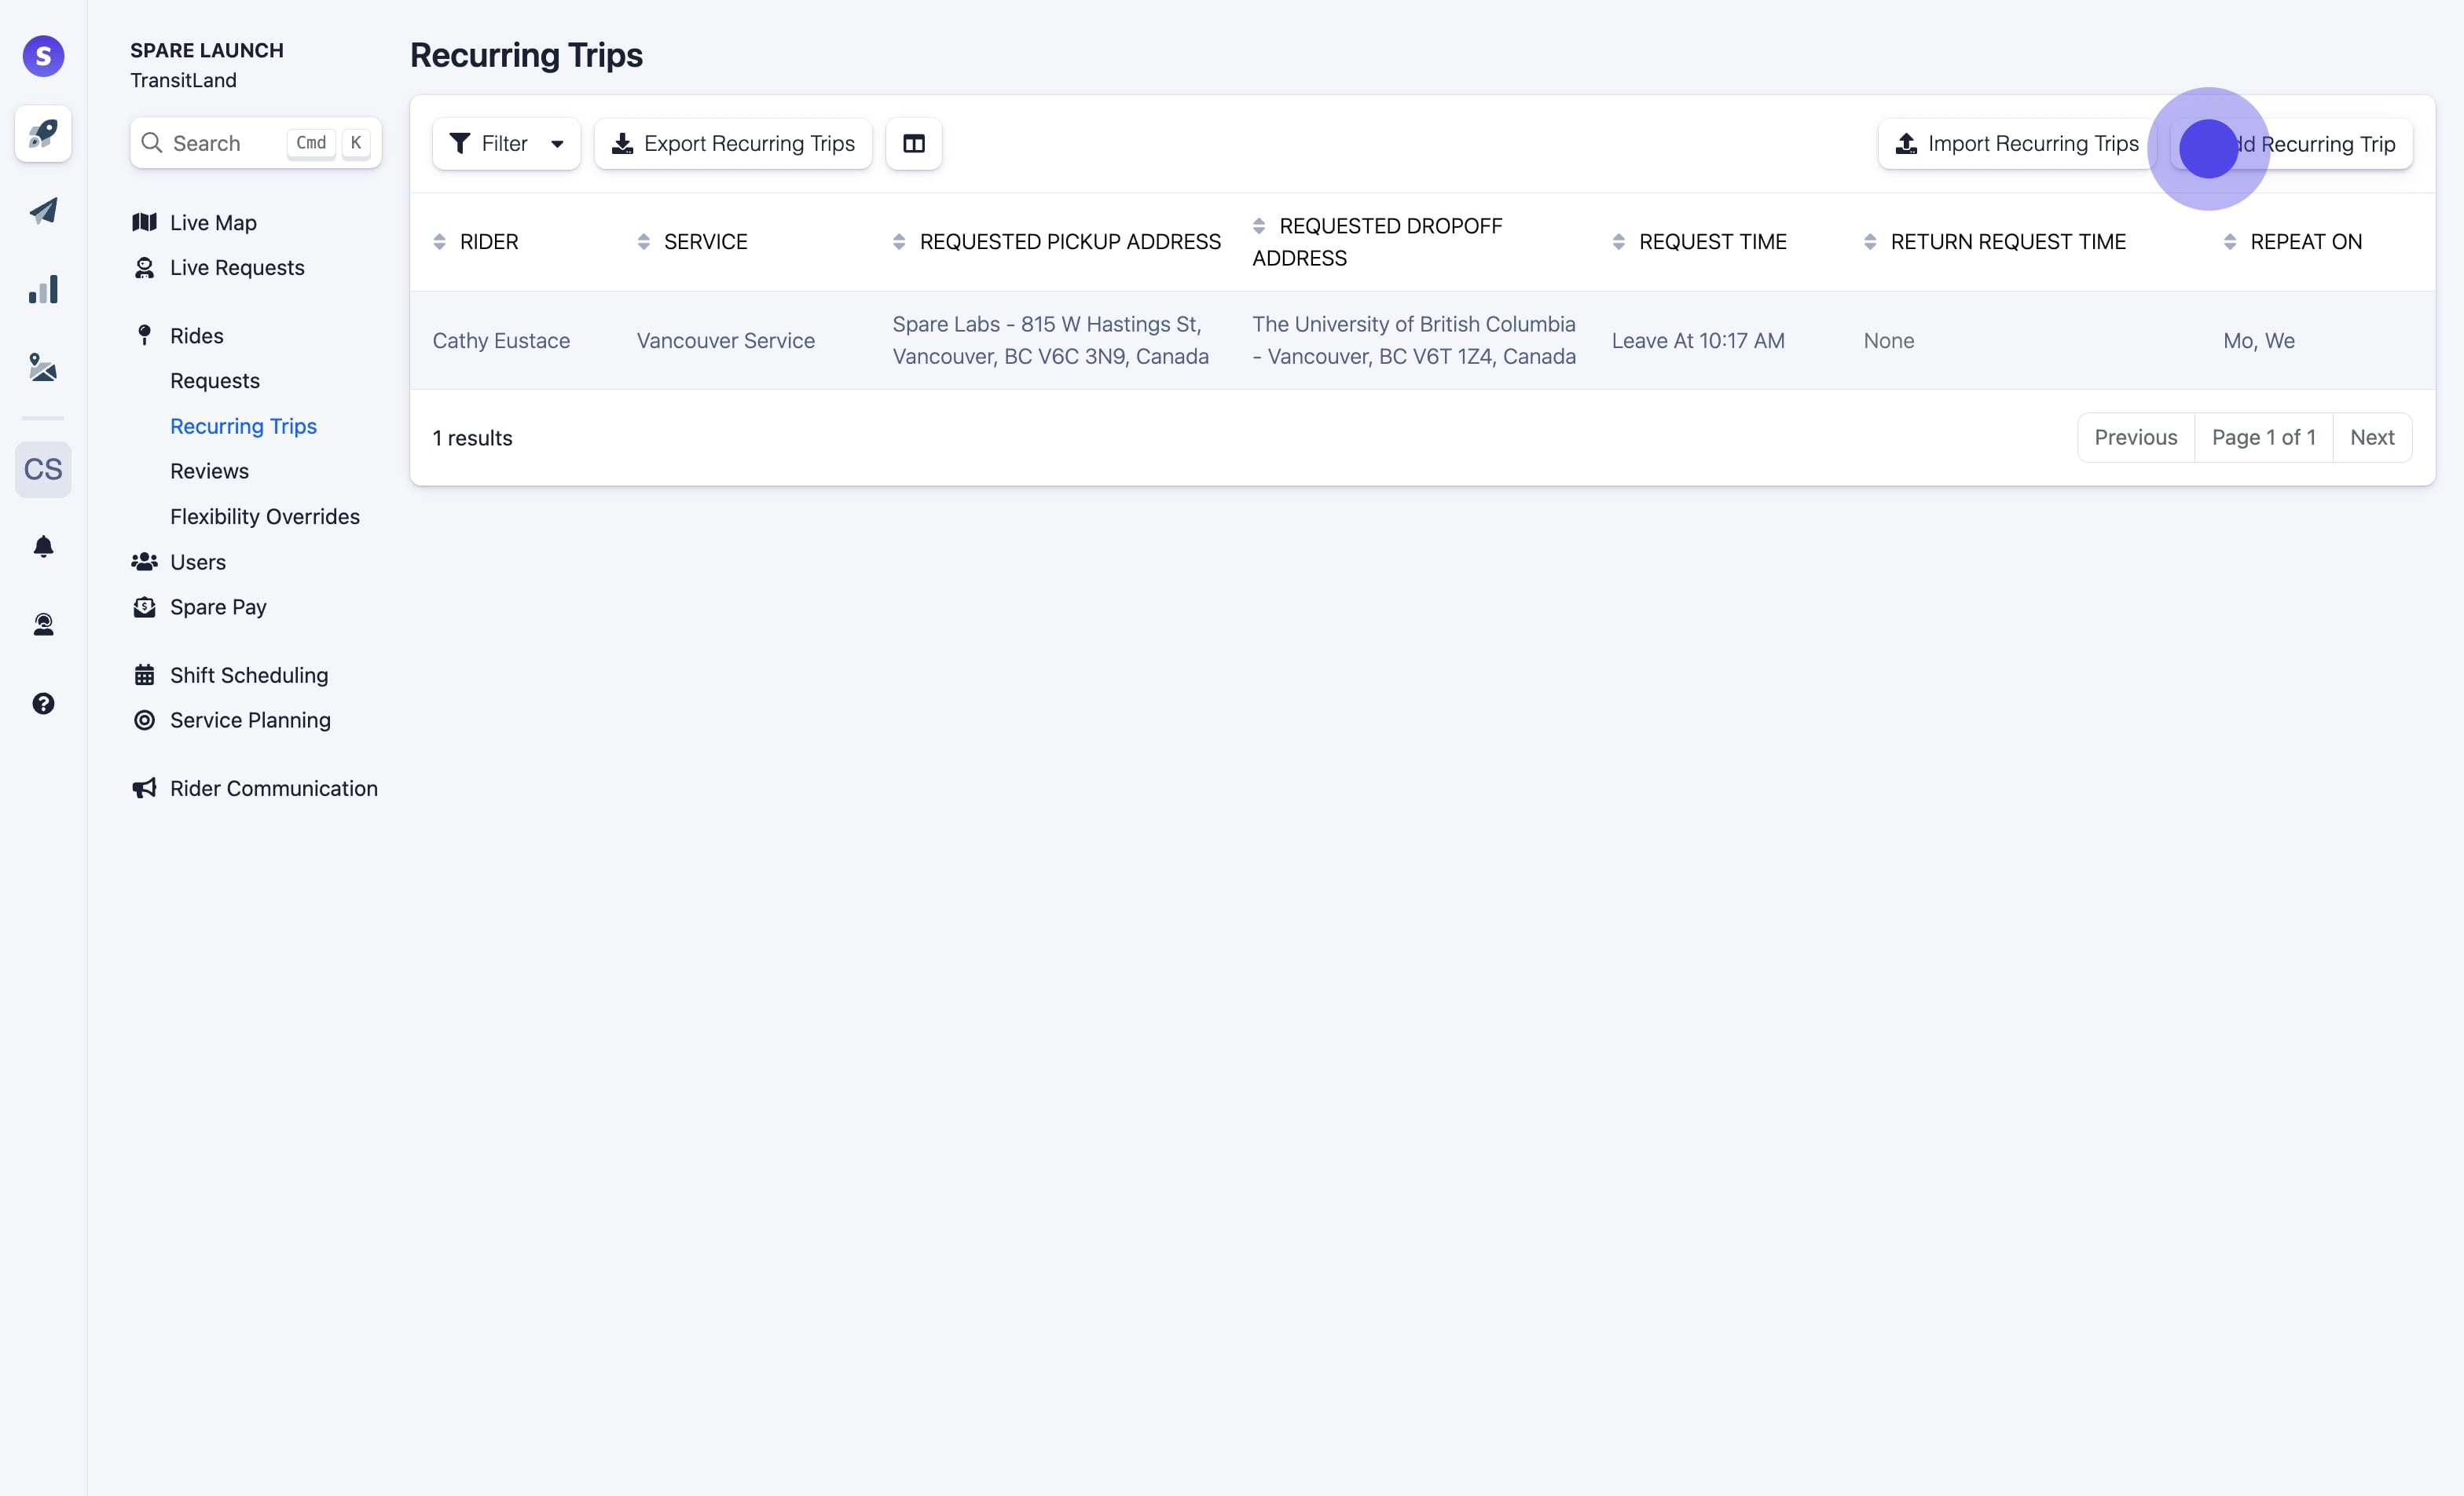 S
SPARE LAUNCH
TransitLand
Search Cmd K
Live Map
Live Requests
Rides
Requests
Recurring Trips
Reviews
Flexibility Overrides
Users
Spare Pay
Shift Scheduling
Service Planning
Rider Communication
CS
Recurring Trips
Filter Export Recurring Trips Import Recurring Trips Recurring Trip
RIDER SERVICE REQUESTED PICKUP ADDRESS REQUESTED DROPOFF ADDRESS REQUEST TIME RETURN REQUEST TIME REPEAT ON
Cathy Eustace Vancouver Service Spare Labs - 815 W Hastings St, Vancouver, BC V6C 3N9, Canada The University of British Columbia - Vancouver, BC V6T 1Z4, Canada Leave At 10:17 AM None Mo, We
1 results Previous Page 1 of 1 Next